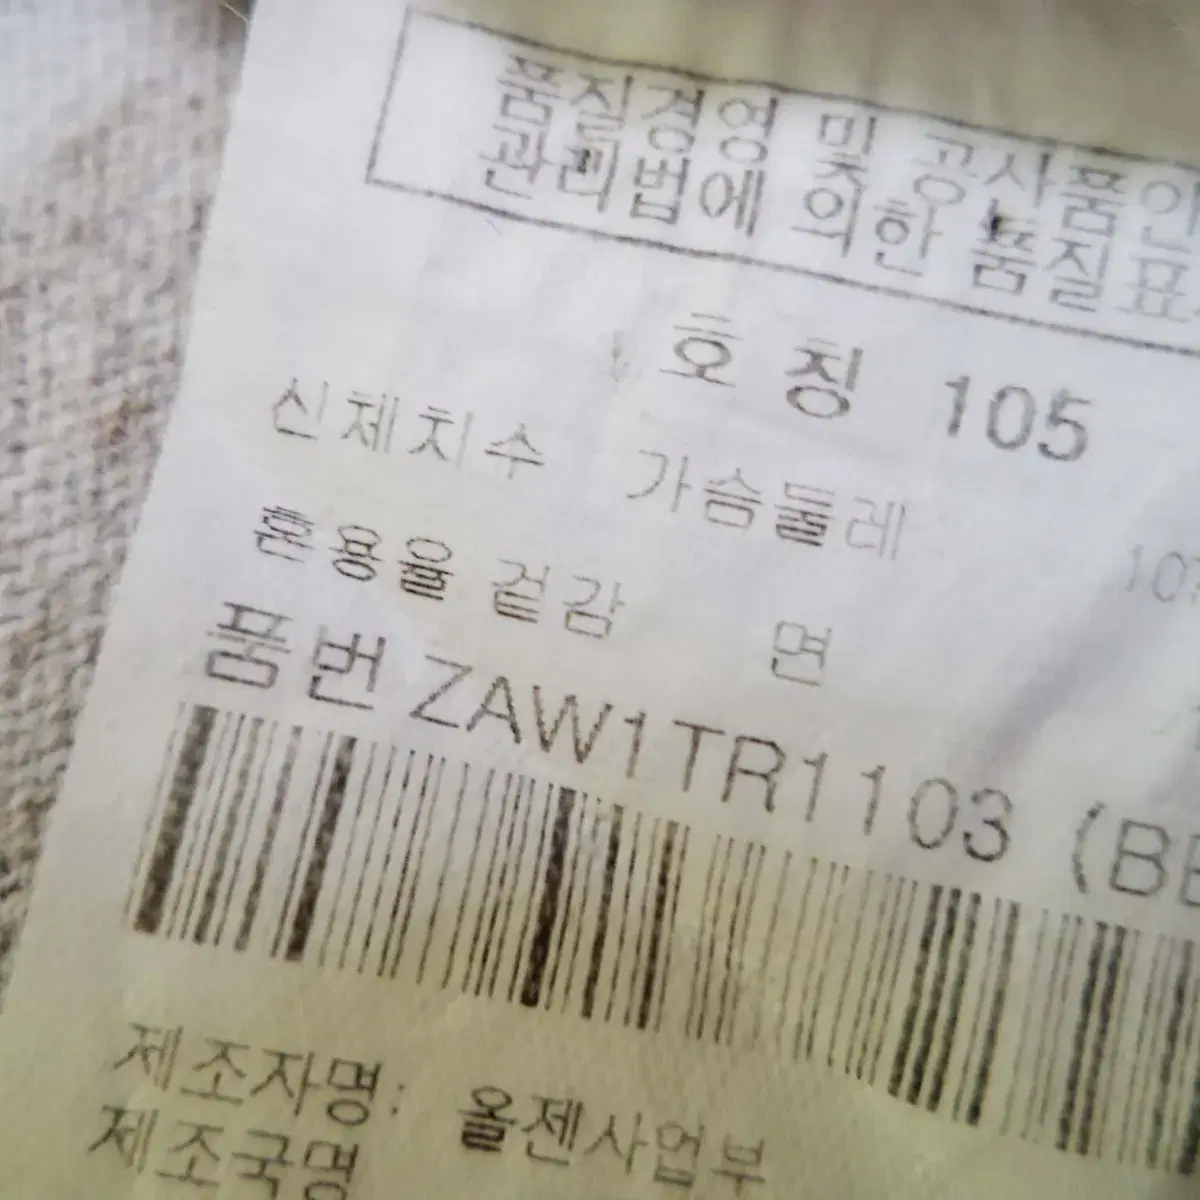 품질경영 및 공산품안
관리법에 의한 품질표
호 칭 105
신체치수 가슴둘레
혼용율 겉감 면
품번 ZAW1TR1103 (BE
제조자명: 올젠사업부
제조국명